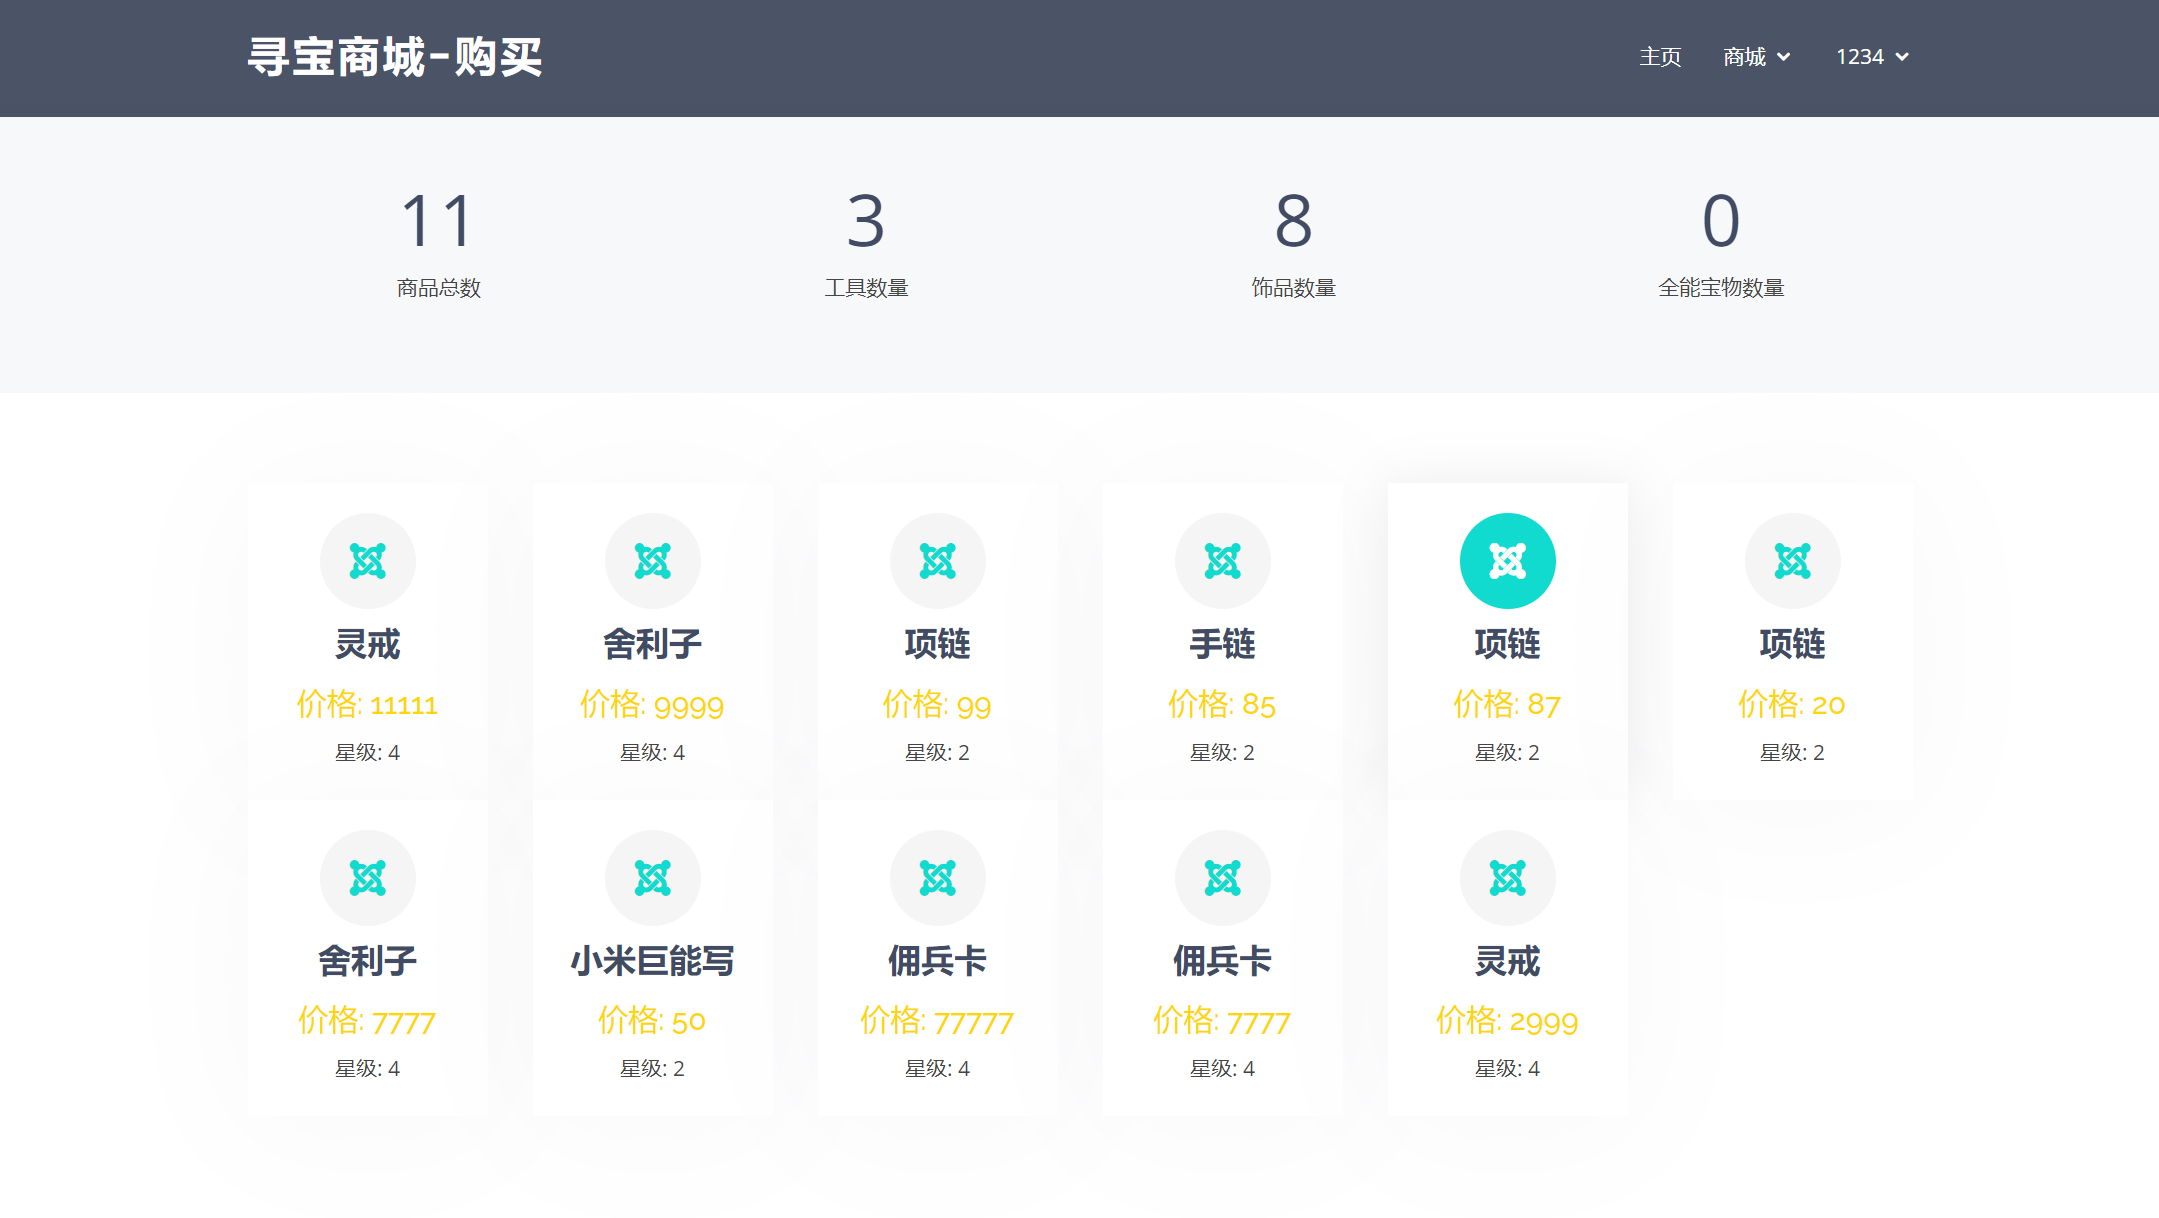 寻宝商城-购买
主页 商城 1234
11 3 8 0
商品总数 工具数量 饰品数量 全能宝物数量
灵戒 舍利子 项链 手链 项链 项链
价格: 11111 价格: 9999 价格: 99 价格: 85 价格: 87 价格: 20
星级: 4 星级: 4 星级: 2 星级: 2 星级: 2 星级: 2
舍利子 小米巨能写 佣兵卡 佣兵卡 灵戒
价格: 7777 价格: 50 价格: 77777 价格: 7777 价格: 2999
星级: 4 星级: 2 星级: 4 星级: 4 星级: 4